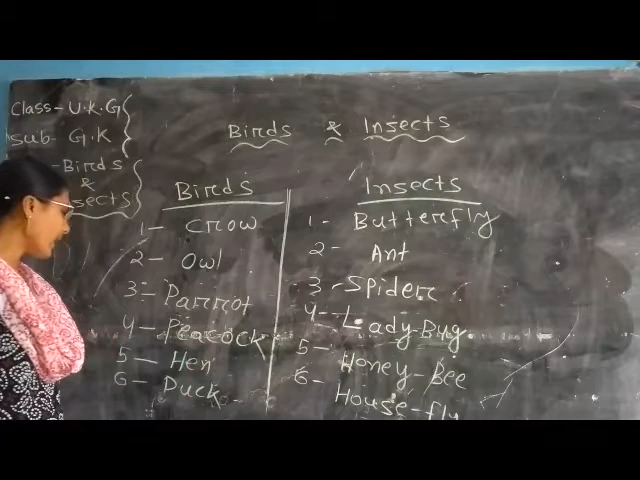 Class- U.K.G
Sub- G.K
-Birds
&
sects
Birds & Insects
Birds
1- Crow
2- Owl
3- Parrot
4- Peacock
5- Hen
6- Duck
Insects
1- Butterfly
2- Ant
3- Spider
4- Lady-Bug
5- Honey-Bee
6- House-fly